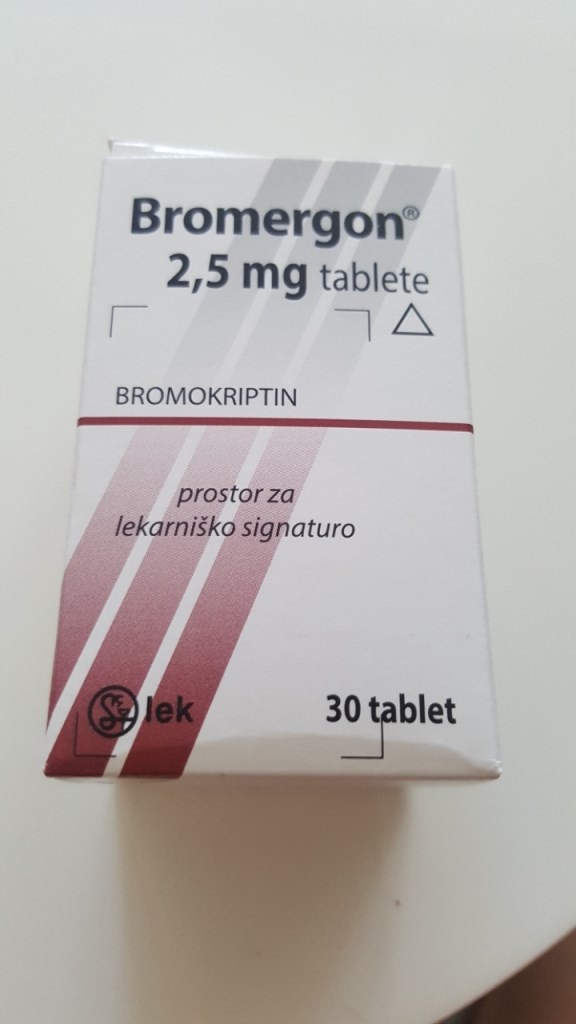 Bromergon®
2,5 mg tablete
BROMOKRIPTIN
prostor za
lekarniško signaturo
lek
30 tablet